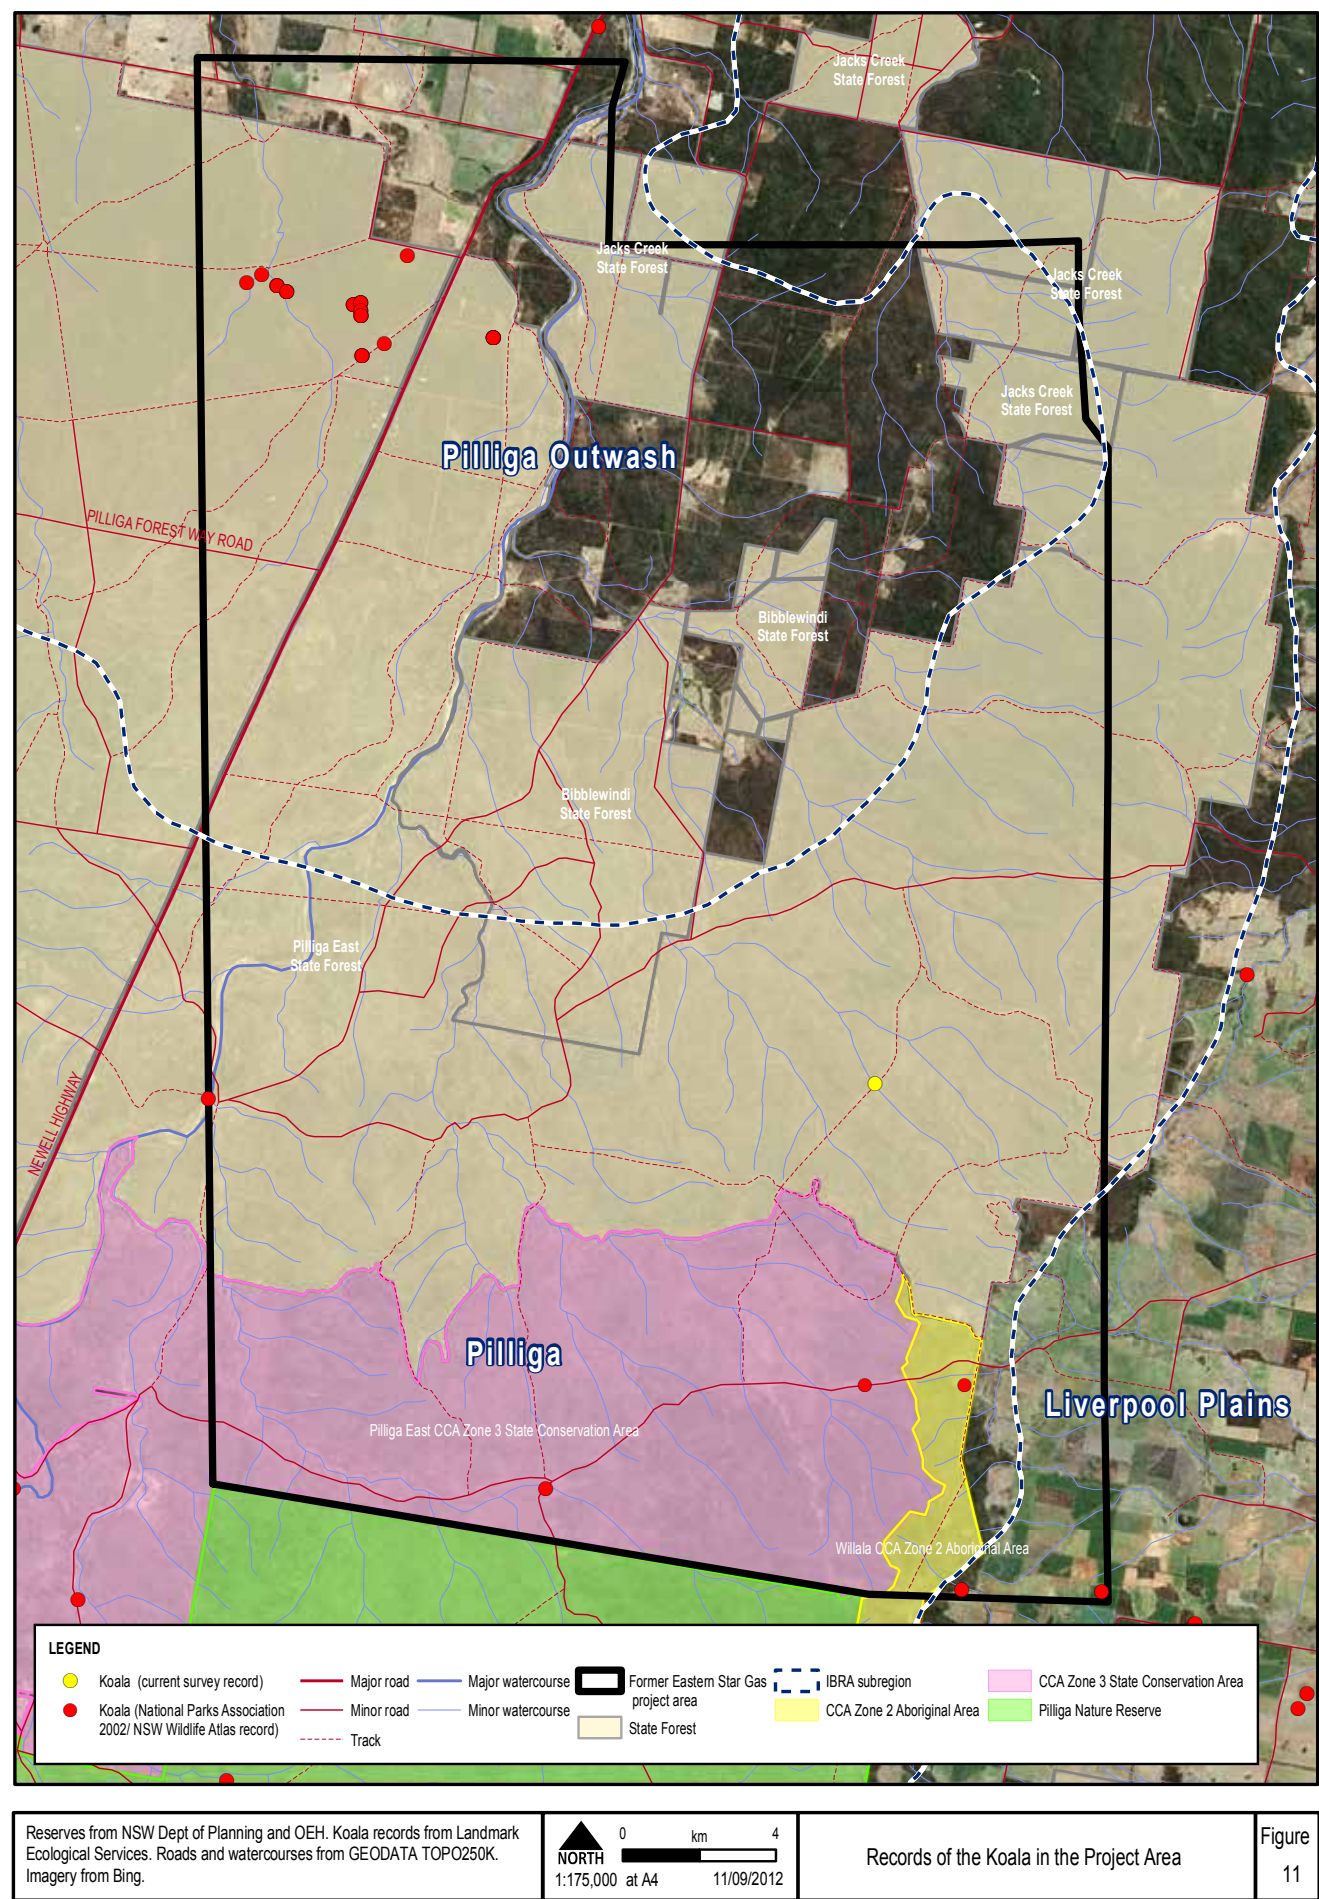 Jacks Creek
State Forest
Jacks Creek
State Forest
Jacks Creek
State Forest
Jacks Creek
State Forest
Pilliga Outwash
PILLIGA FOREST WAY ROAD
Bibblewindi
State Forest
Bibblewindi
State Forest
Pilliga East
State Forest
NEWELL HIGHWAY
Pilliga
Liverpool Plains
Pilliga East CCA Zone 3 State Conservation Area
Willala CCA Zone 2 Aboriginal Area
LEGEND
Koala (current survey record)
Koala (National Parks Association
2002/ NSW Wildlife Atlas record)
Major road
Minor road
Track
Major watercourse
Minor watercourse
Former Eastern Star Gas
project area
State Forest
IBRA subregion
CCA Zone 2 Aboriginal Area
CCA Zone 3 State Conservation Area
Pilliga Nature Reserve
Reserves from NSW Dept of Planning and OEH. Koala records from Landmark
Ecological Services. Roads and watercourses from GEODATA TOPO250K.
Imagery from Bing.
NORTH
0 km 4
1:175,000 at A4 11/09/2012
Records of the Koala in the Project Area
Figure
11